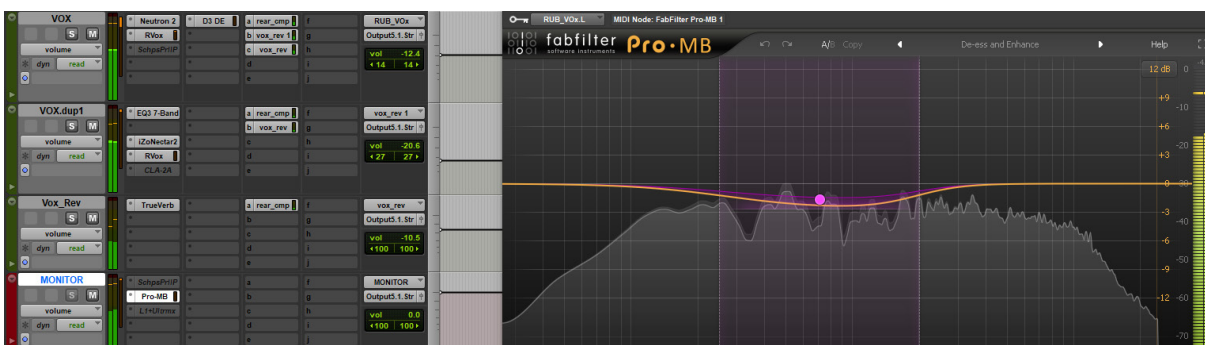 VOX
S M
volume
dyn read
Neutron 2
RVox
SchpsPrtlP
D3 DE
a rear_cmp
b vox_rev 1
c vox_rev
d
e
f
g
h
i
j
RUB_VOx
Output5.1.Str
vol -12.4
14 14
VOX.dup1
S M
volume
dyn read
EQ3 7-Band
iZoNectar2
RVox
CLA-2A
a rear_cmp
b vox_rev
c
d
e
f
g
h
i
j
vox_rev 1
Output5.1.Str
vol -20.6
27 27
Vox_Rev
S M
volume
dyn read
TrueVerb
a rear_cmp
b
c
d
e
f
g
h
i
j
vox_rev
Output5.1.Str
vol -10.5
100 100
MONITOR
S M
volume
dyn read
SchpsPrtlP
Pro-MB
L1+Ultrmx
a
b
c
d
e
f
g
h
i
j
MONITOR
Output5.1.Str
vol 0.0
100 100
RUB_VOx.L MIDI Node: FabFilter Pro-MB 1
fabfilter
software instruments
Pro·MB
A/B Copy
De-ess and Enhance
Help
12 dB 0
+9
-10
+6
-20
+3
0 -30
-3
-40
-6
-50
-9
-12 -60
-70